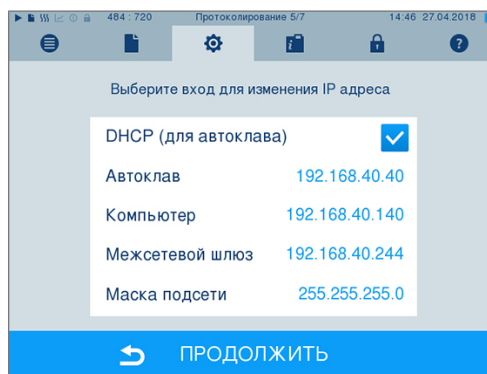 484 : 720 Протоколирование 5/7 14:46 27.04.2018
Выберите вход для изменения IP адреса
DHCP (для автоклава)
Автоклав 192.168.40.40
Компьютер 192.168.40.140
Межсетевой шлюз 192.168.40.244
Маска подсети 255.255.255.0
ПРОДОЛЖИТЬ